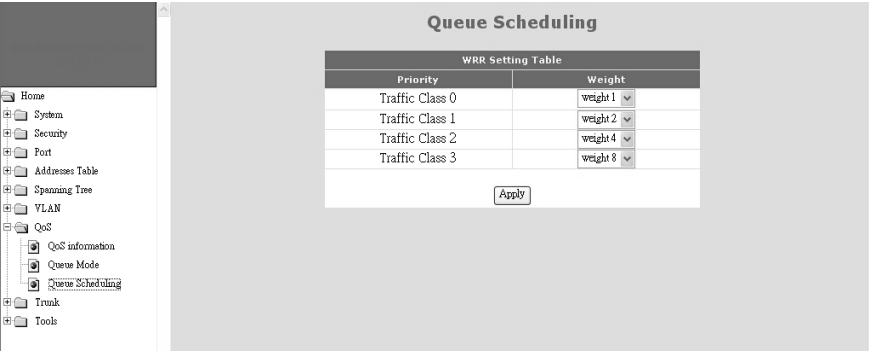 Queue Scheduling
WRR Setting Table
Priority Weight
Traffic Class 0 weight 1
Traffic Class 1 weight 2
Traffic Class 2 weight 4
Traffic Class 3 weight 8
Apply
Home
System
Security
Port
Addresses Table
Spanning Tree
VLAN
QoS
QoS information
Queue Mode
Queue Scheduling
Trunk
Tools